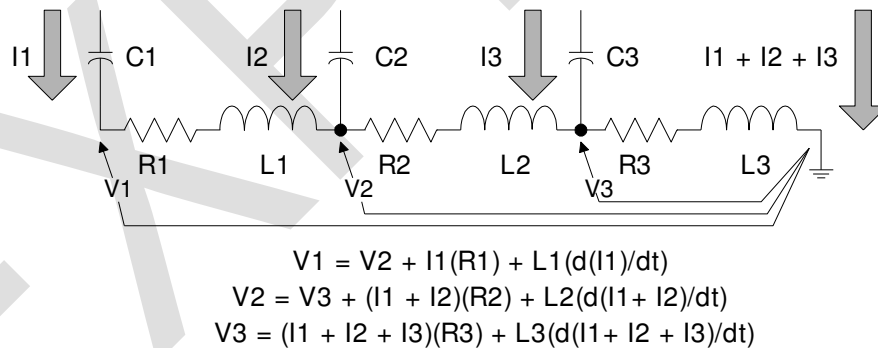 I1 C1 I2 C2 I3 C3 I1 + I2 + I3
R1 L1 R2 L2 R3 L3
V1 V2 V3
V1 = V2 + I1(R1) + L1(d(I1)/dt)
V2 = V3 + (I1 + I2)(R2) + L2(d(I1+ I2)/dt)
V3 = (I1 + I2 + I3)(R3) + L3(d(I1+ I2 + I3)/dt)